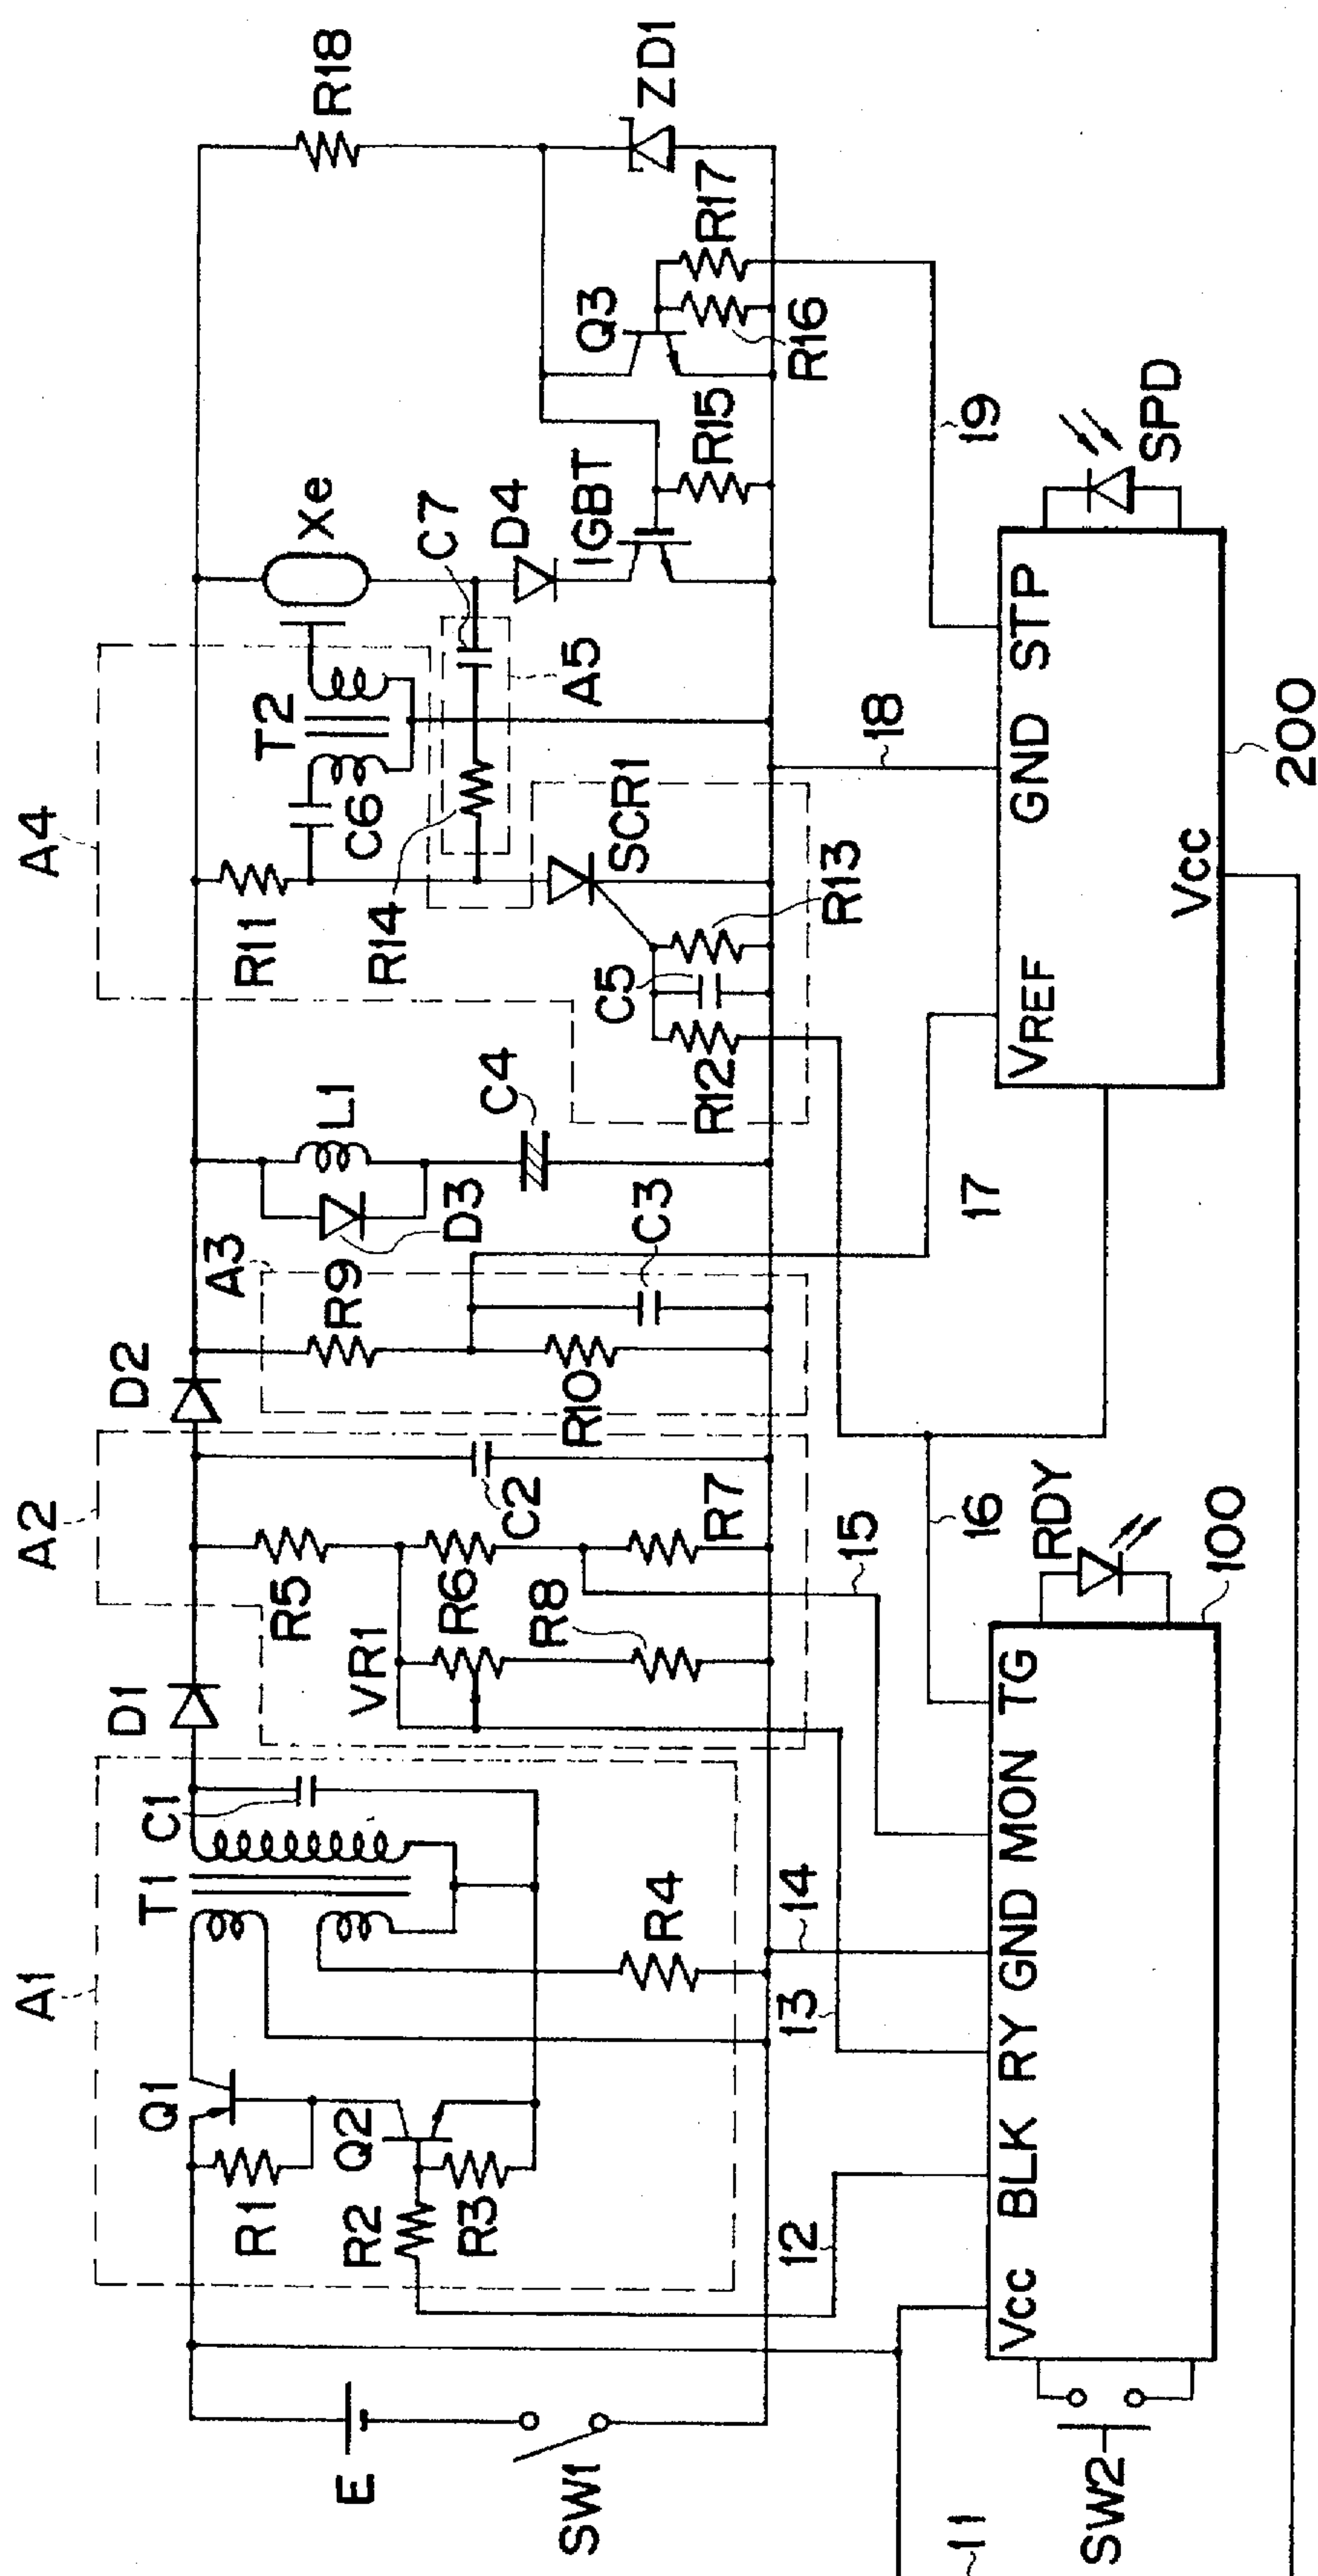 A1
A2
A3
A4
E
SW1
R1
Q1
Q2
R2
R3
T1
C1
R4
D1
VR1
R5
R6
R8
R7
C2
D2
R9
R10
C3
D3
L1
C4
R11
C6
T2
R14
SCR1
C5
R12
R13
A5
Xe
C7
D4
IGBT
R15
Q3
R16
R17
R18
ZD1
11
12
13
14
15
16
17
18
19
SW2
Vcc BLK RY GND MON TG
RDY
100
VREF GND STP
Vcc
SPD
200